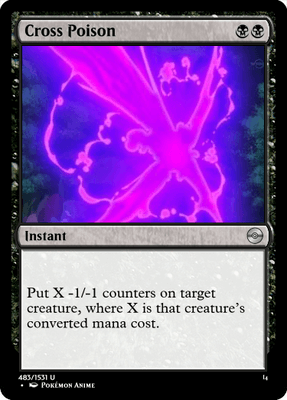 Cross Poison
Instant
Put X -1/-1 counters on target
creature, where X is that creature's
converted mana cost.
483/1531 U
• Pokémon Anime